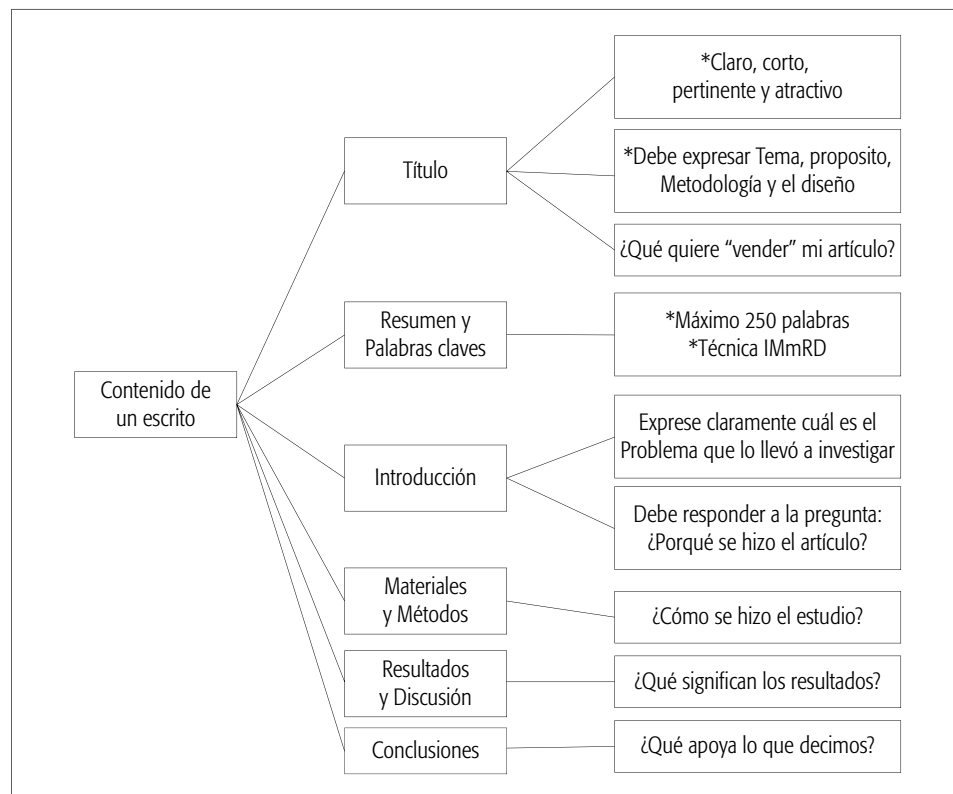 Contenido de
un escrito
Título
*Claro, corto,
pertinente y atractivo
*Debe expresar Tema, proposito,
Metodología y el diseño
¿Qué quiere “vender” mi artículo?
Resumen y
Palabras claves
*Máximo 250 palabras
*Técnica IMmRD
Introducción
Exprese claramente cuál es el
Problema que lo llevó a investigar
Debe responder a la pregunta:
¿Porqué se hizo el artículo?
Materiales
y Métodos
¿Cómo se hizo el estudio?
Resultados
y Discusión
¿Qué significan los resultados?
Conclusiones
¿Qué apoya lo que decimos?